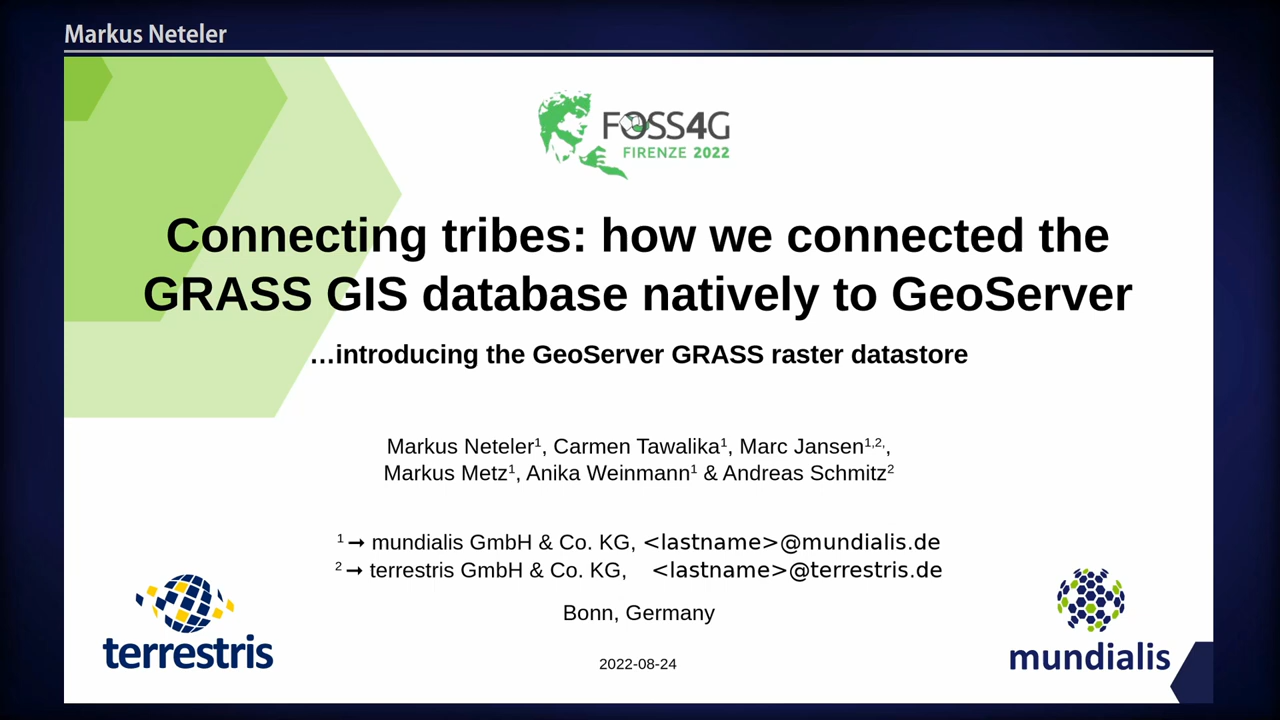 Markus Neteler
FOSS4G
FIRENZE 2022
Connecting tribes: how we connected the
GRASS GIS database natively to GeoServer
…introducing the GeoServer GRASS raster datastore
Markus Neteler¹, Carmen Tawalika¹, Marc Jansen¹,²,,
Markus Metz¹, Anika Weinmann¹ & Andreas Schmitz²
¹ ➞ mundialis GmbH & Co. KG, <lastname>@mundialis.de
² ➞ terrestris GmbH & Co. KG, <lastname>@terrestris.de
Bonn, Germany
2022-08-24
terrestris
mundialis